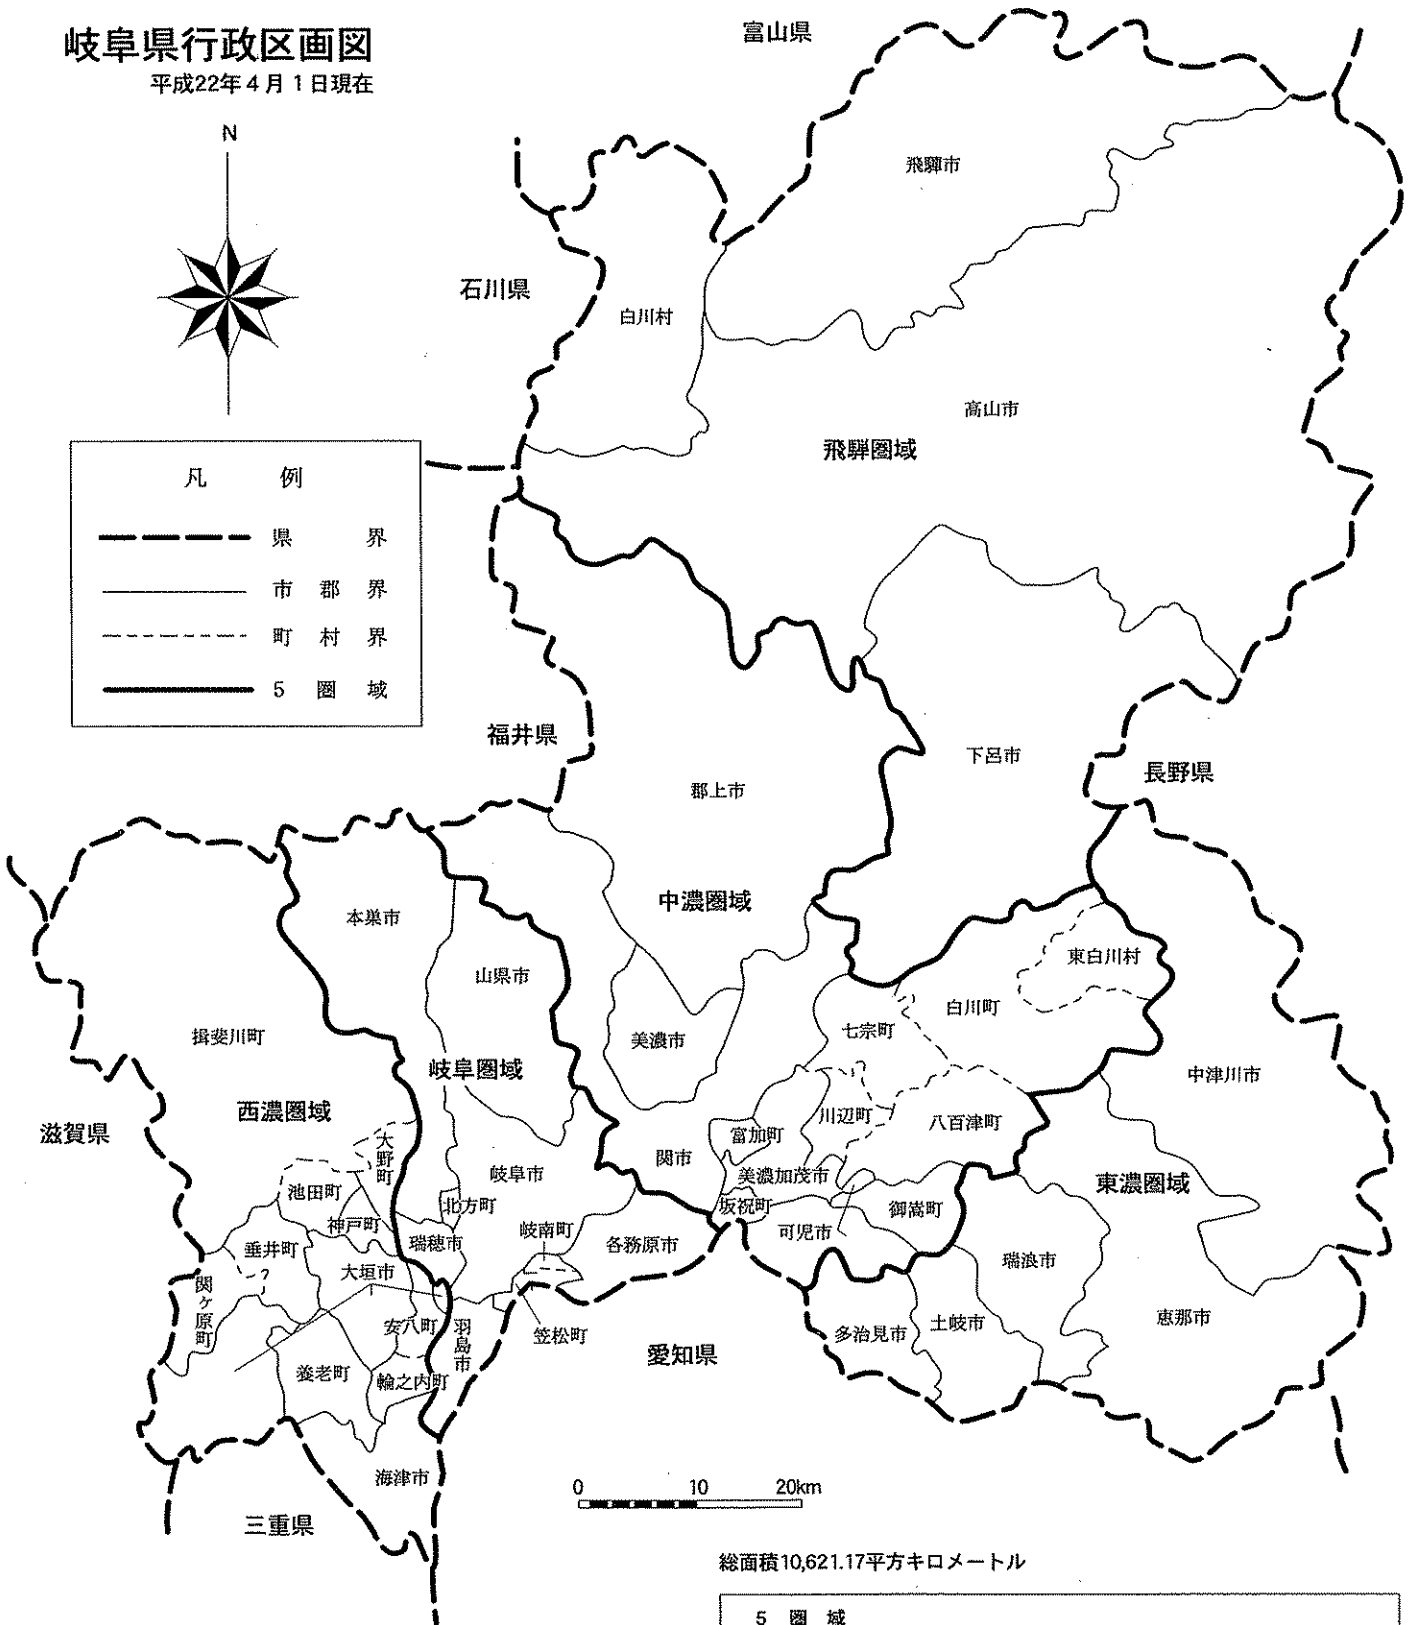 岐阜県行政区画図
平成22年4月1日現在
N
富山県
飛驒市
石川県
白川村
高山市
飛騨圏域
凡 例
県 界
市 郡 界
町 村 界
5 圏 域
福井県
下呂市
長野県
郡上市
中濃圏域
本巣市
山県市
東白川村
白川町
揖斐川町
美濃市
七宗町
岐阜圏域
中津川市
西濃圏域
滋賀県
川辺町
八百津町
富加町
大野町
関市
岐阜市
美濃加茂市
東濃圏域
池田町
北方町
坂祝町
御嵩町
神戸町
岐南町
可児市
瑞穂市
各務原市
垂井町
大垣市
瑞浪市
関ヶ原町
安八町
羽島市
笠松町
多治見市
土岐市
恵那市
愛知県
養老町
輪之内町
海津市
三重県
0 10 20km
総面積10,621.17平方キロメートル
5 圏 域